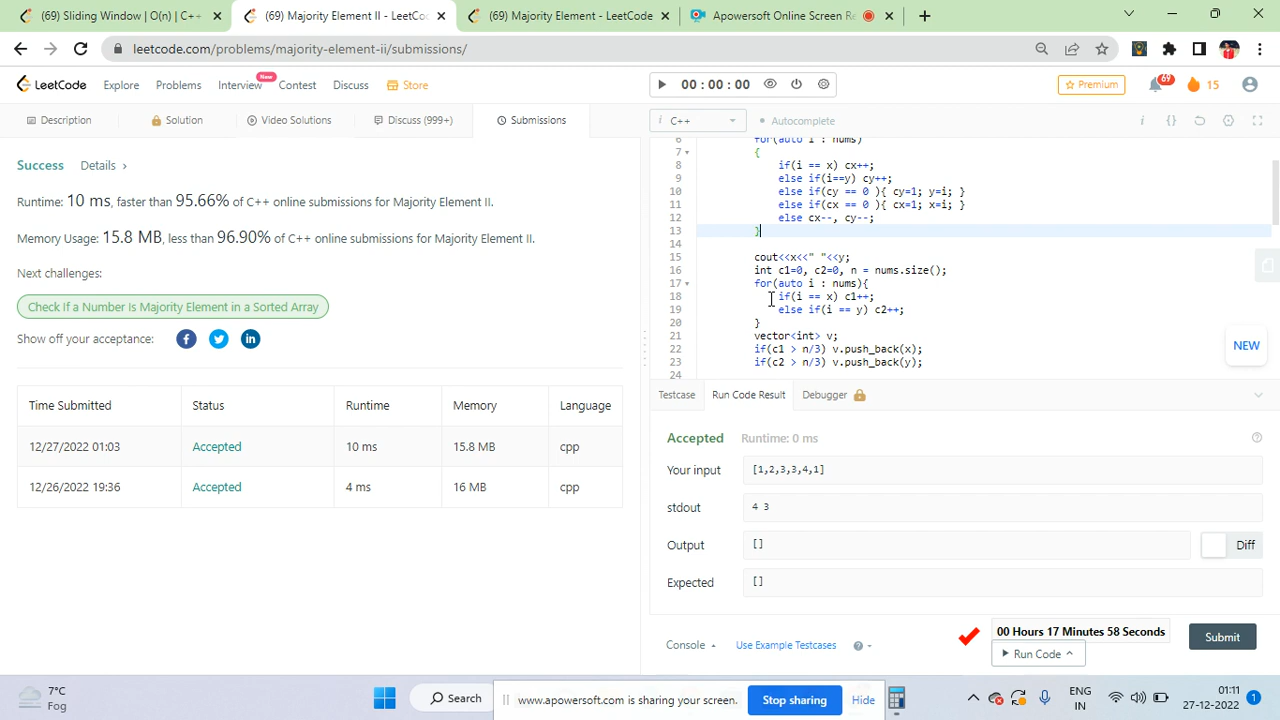 (69) Sliding Window | O(n) | C++
(69) Majority Element II - LeetCode
(69) Majority Element - LeetCode
Apowersoft Online Screen Re
leetcode.com/problems/majority-element-ii/submissions/
LeetCode Explore Problems Interview New Contest Discuss Store
00 : 00 : 00
Premium 69 15
Description Solution Video Solutions Discuss (999+) Submissions
i C++ Autocomplete
Success Details
Runtime: 10 ms, faster than 95.66% of C++ online submissions for Majority Element II.
Memory Usage: 15.8 MB, less than 96.90% of C++ online submissions for Majority Element II.
Next challenges:
Check If a Number Is Majority Element in a Sorted Array
Show off your acceptance:
Time Submitted Status Runtime Memory Language
12/27/2022 01:03 Accepted 10 ms 15.8 MB cpp
12/26/2022 19:36 Accepted 4 ms 16 MB cpp
6 for(auto i : nums)
7 {
8 if(i == x) cx++;
9 else if(i==y) cy++;
10 else if(cy == 0 ){ cy=1; y=i; }
11 else if(cx == 0 ){ cx=1; x=i; }
12 else cx--, cy--;
13 }
14
15 cout<<x<<" "<<y;
16 int c1=0, c2=0, n = nums.size();
17 for(auto i : nums){
18 if(i == x) c1++;
19 else if(i == y) c2++;
20 }
21 vector<int> v;
22 if(c1 > n/3) v.push_back(x);
23 if(c2 > n/3) v.push_back(y);
24
NEW
Testcase Run Code Result Debugger
Accepted Runtime: 0 ms
Your input [1,2,3,3,4,1]
stdout 4 3
Output [] Diff
Expected []
00 Hours 17 Minutes 58 Seconds
Console Use Example Testcases Run Code Submit
7°C
Fog
Search
www.apowersoft.com is sharing your screen. Stop sharing Hide
ENG
IN
01:11
27-12-2022
1